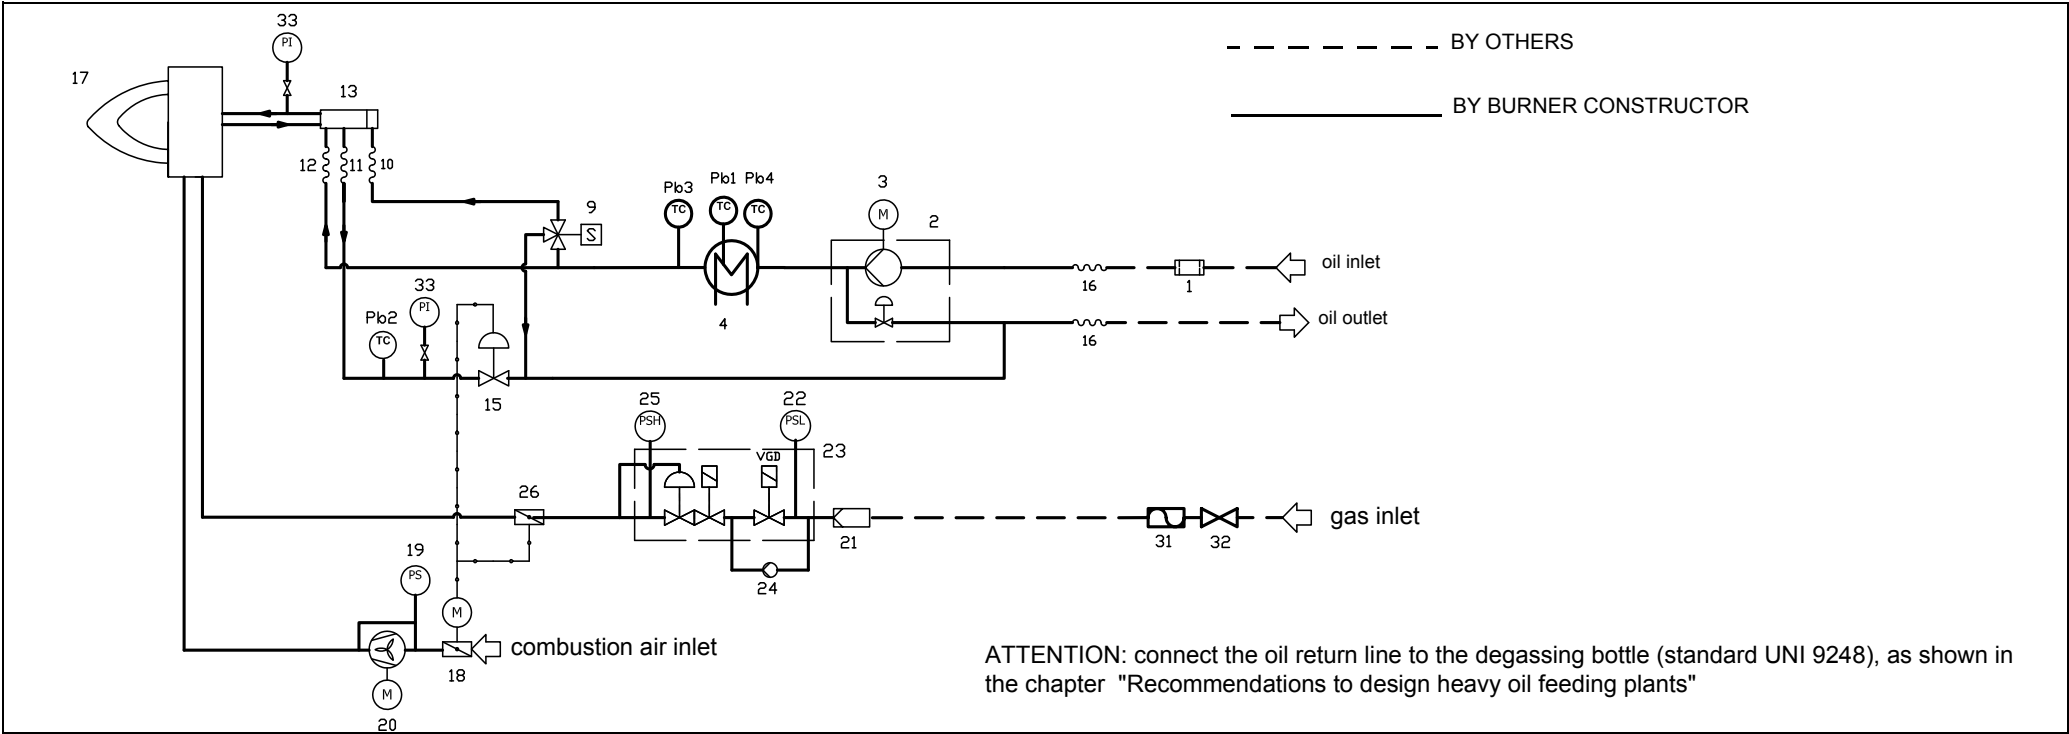 33
PI
BY OTHERS
17
13
BY BURNER CONSTRUCTOR
12
11
10
Pb3
Pb1
Pb4
3
TC
TC
TC
M
9
2
S
oil inlet
16
1
4
33
PI
Pb2
TC
oil outlet
16
15
25
22
PSH
PSL
23
VGD
26
gas inlet
21
31
32
19
PS
24
M
combustion air inlet
18
M
20
ATTENTION: connect the oil return line to the degassing bottle (standard UNI 9248), as shown in
the chapter "Recommendations to design heavy oil feeding plants"